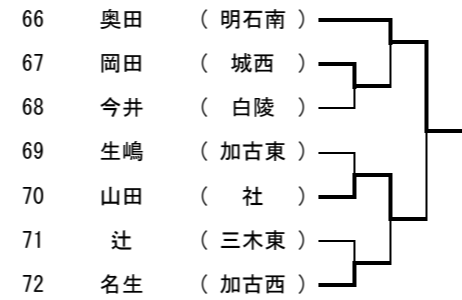 66 奥田 ( 明石南 )
67 岡田 ( 城西 )
68 今井 ( 白陵 )
69 生嶋 ( 加古東 )
70 山田 ( 社 )
71 辻 ( 三木東 )
72 名生 ( 加古西 )